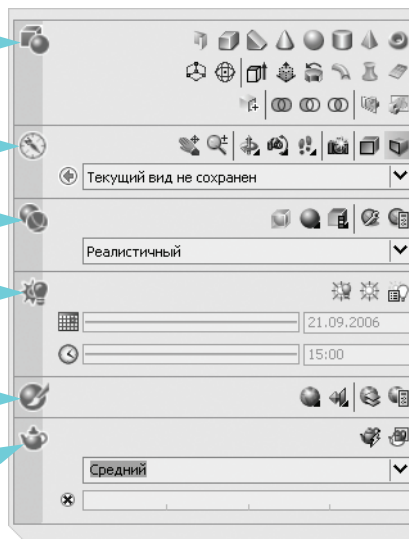 Текущий вид не сохранен
Реалистичный
21.09.2006
15:00
Средний